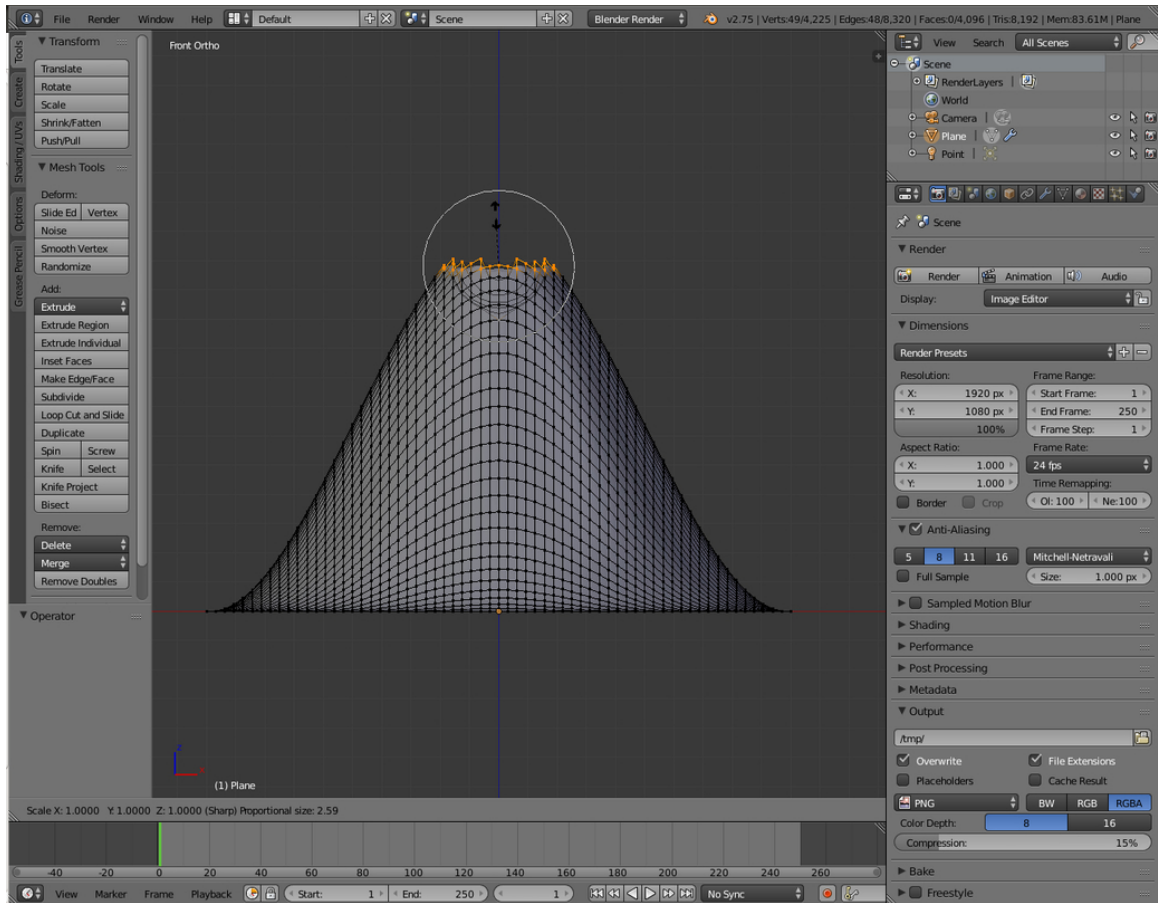 File Render Window Help Default Scene Blender Render v2.75 | Verts:49/4,225 | Edges:48/8,320 | Faces:0/4,096 | Tris:8,192 | Mem:83.61M | Plane
Tools
Create
Shading / UVs
Options
Grease Pencil
Transform
Translate
Rotate
Scale
Shrink/Fatten
Push/Pull
Mesh Tools
Deform:
Slide Ed Vertex
Noise
Smooth Vertex
Randomize
Add:
Extrude
Extrude Region
Extrude Individual
Inset Faces
Make Edge/Face
Subdivide
Loop Cut and Slide
Duplicate
Spin Screw
Knife Select
Knife Project
Bisect
Remove:
Delete
Merge
Remove Doubles
Operator
Front Ortho
z
(1) Plane
Scale X: 1.0000 Y: 1.0000 Z: 1.0000 (Sharp) Proportional size: 2.59
-40 -20 0 20 40 60 80 100 120 140 160 180 200 220 240 260
View Marker Frame Playback Start: 1 End: 250 1 No Sync
View Search All Scenes
Scene
RenderLayers |
World
Camera |
Plane |
Point |
Scene
Render
Render Animation Audio
Display: Image Editor
Dimensions
Render Presets
Resolution: Frame Range:
X: 1920 px Start Frame: 1
Y: 1080 px End Frame: 250
100% Frame Step: 1
Aspect Ratio: Frame Rate:
X: 1.000 24 fps
Y: 1.000 Time Remapping:
Border Crop Ol: 100 Ne:100
Anti-Aliasing
5 8 11 16 Mitchell-Netravali
Full Sample Size: 1.000 px
Sampled Motion Blur
Shading
Performance
Post Processing
Metadata
Output
/tmp/
Overwrite File Extensions
Placeholders Cache Result
PNG BW RGB RGBA
Color Depth: 8 16
Compression: 15%
Bake
Freestyle